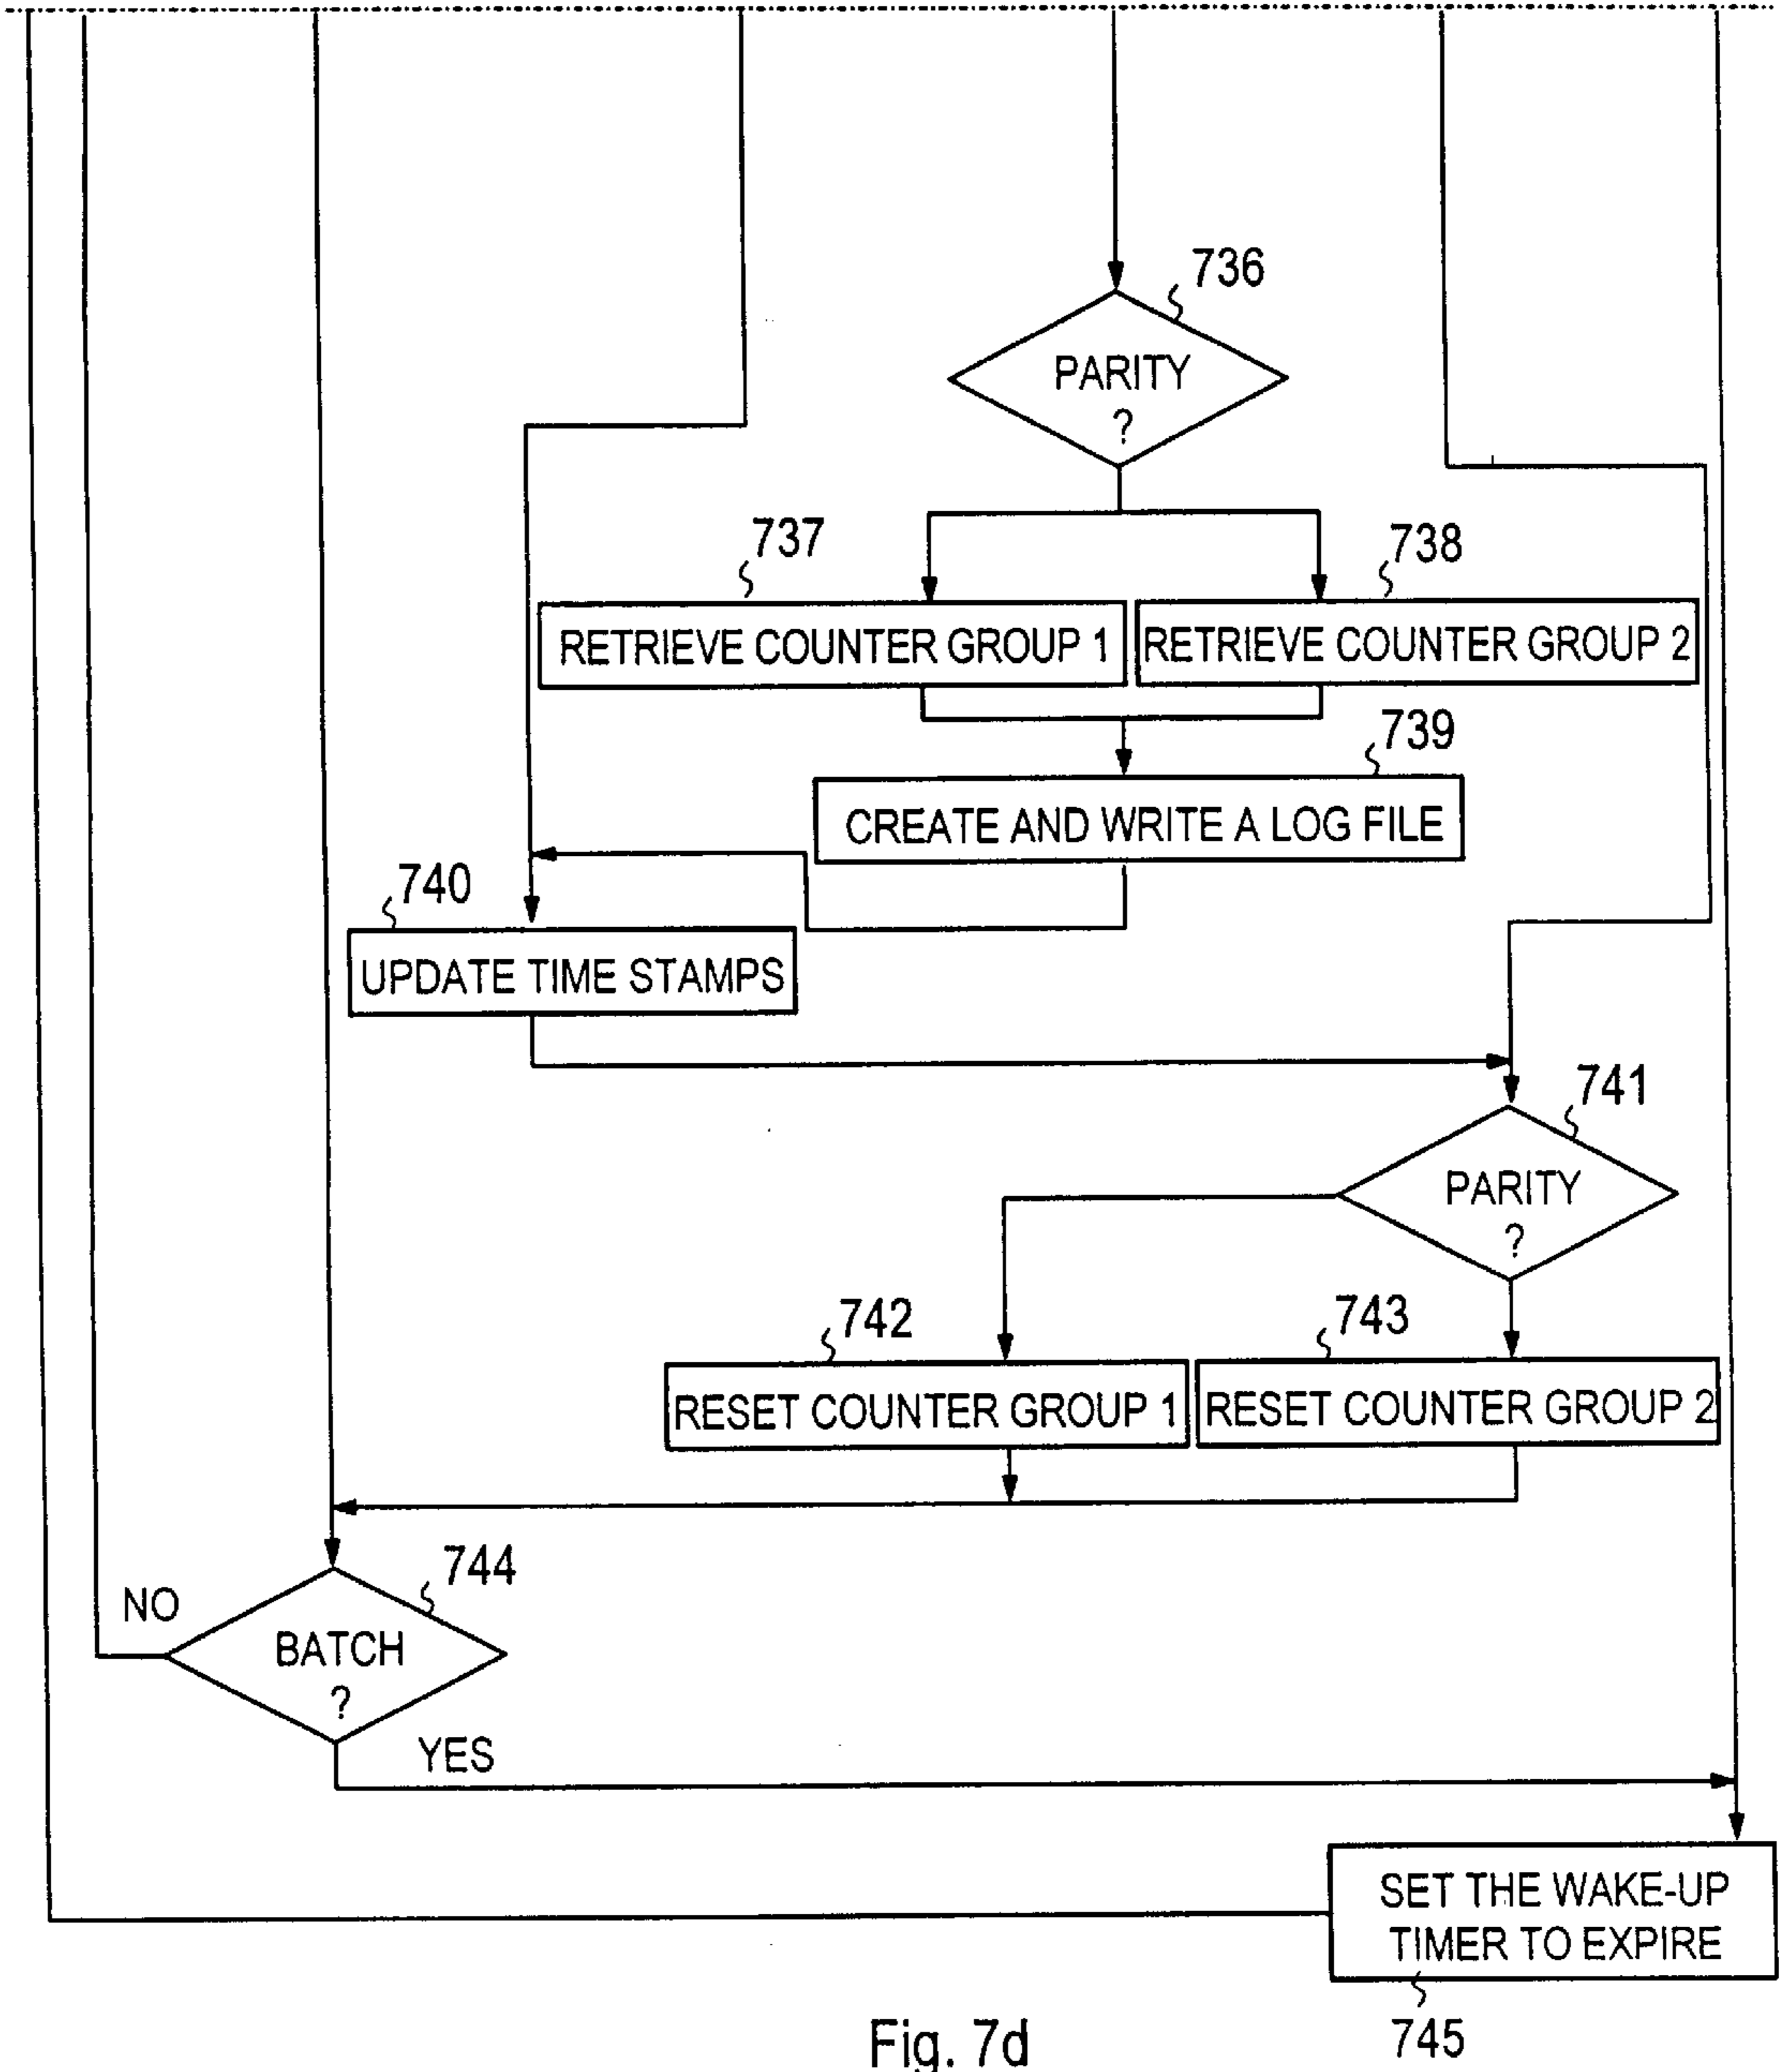 736
PARITY
?
737
738
RETRIEVE COUNTER GROUP 1
RETRIEVE COUNTER GROUP 2
739
CREATE AND WRITE A LOG FILE
740
UPDATE TIME STAMPS
741
PARITY
?
742
743
RESET COUNTER GROUP 1
RESET COUNTER GROUP 2
744
NO
BATCH
?
YES
SET THE WAKE-UP
TIMER TO EXPIRE
745
Fig. 7d